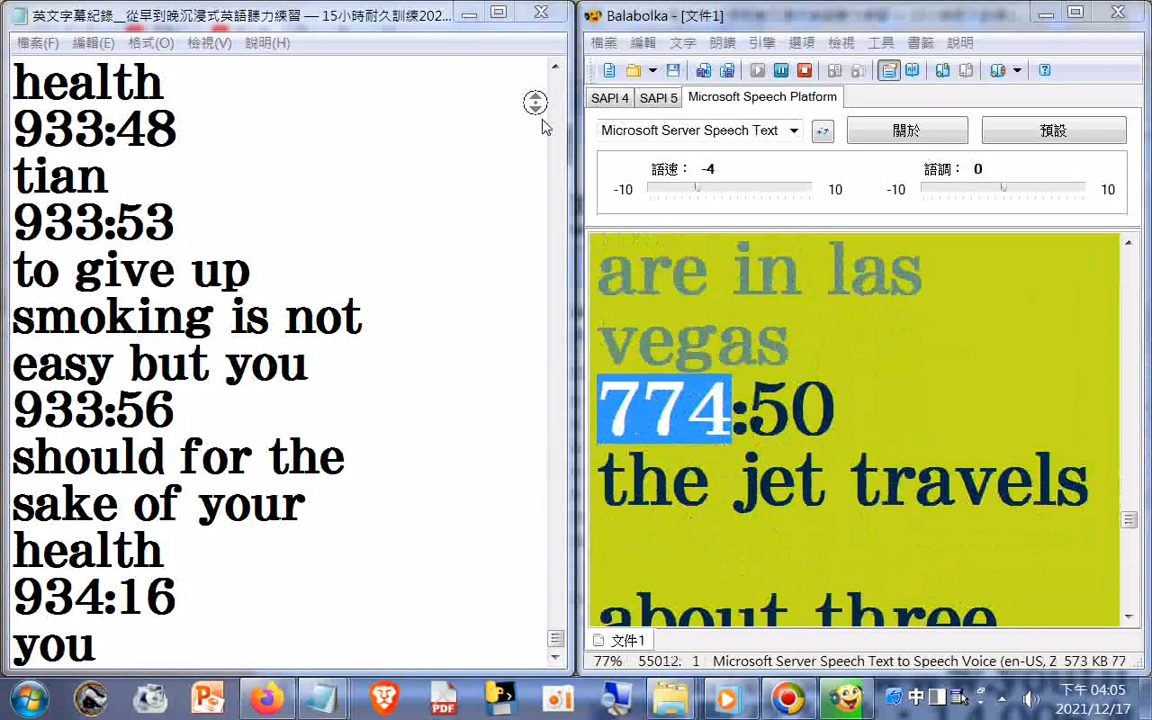 英文字幕紀錄__從早到晚沉浸式英語聽力練習 — 15小時耐久訓練202...
檔案(F) 編輯(E) 格式(O) 檢視(V) 說明(H)
health
933:48
tian
933:53
to give up
smoking is not
easy but you
933:56
should for the
sake of your
health
934:16
you
Balabolka - [文件1]
檔案 編輯 文字 朗讀 引擎 選項 檢視 工具 書籤 說明
SAPI 4 SAPI 5 Microsoft Speech Platform
Microsoft Server Speech Text 關於 預設
語速： -4 語調： 0
-10 10 -10 10
are in las
vegas
774:50
the jet travels
about three
文件1
77% 55012: 1 Microsoft Server Speech Text to Speech Voice (en-US, Z 573 KB 77
PDF 中 下午 04:05
2021/12/17